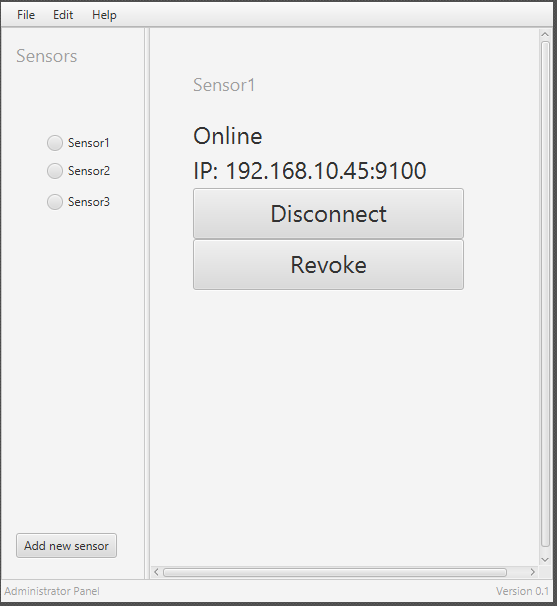 File Edit Help
Sensors
Sensor1
Sensor2
Sensor3
Add new sensor
Sensor1
Online
IP: 192.168.10.45:9100
Disconnect
Revoke
Administrator Panel
Version 0.1